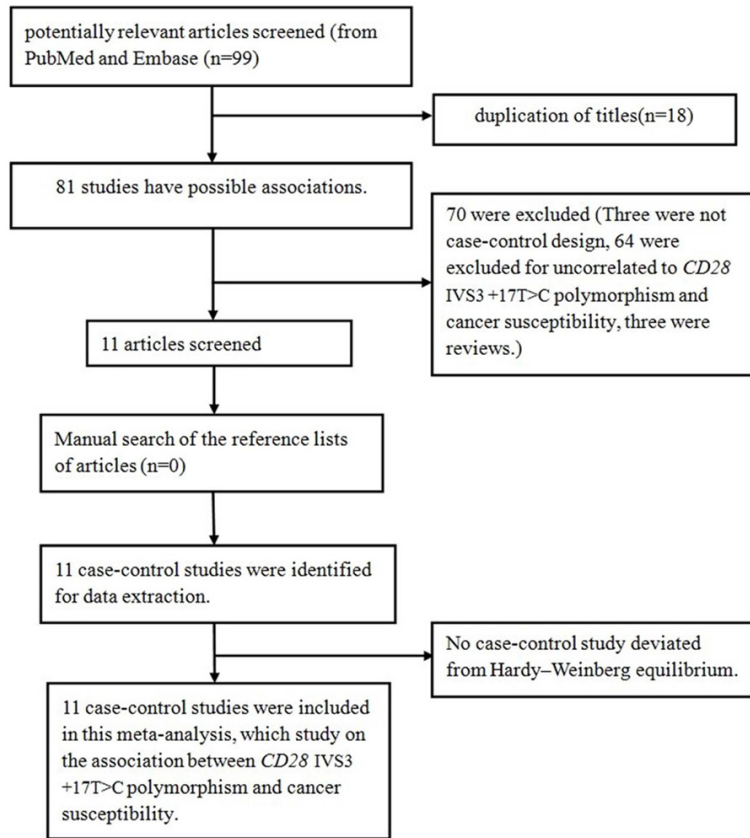 potentially relevant articles screened (from
PubMed and Embase (n=99)
duplication of titles(n=18)
81 studies have possible associations.
70 were excluded (Three were not
case-control design, 64 were
excluded for uncorrelated to CD28
IVS3 +17T>C polymorphism and
cancer susceptibility, three were
reviews.)
11 articles screened
Manual search of the reference lists
of articles (n=0)
11 case-control studies were identified
for data extraction.
No case-control study deviated
from Hardy–Weinberg equilibrium.
11 case-control studies were included
in this meta-analysis, which study on
the association between CD28 IVS3
+17T>C polymorphism and cancer
susceptibility.